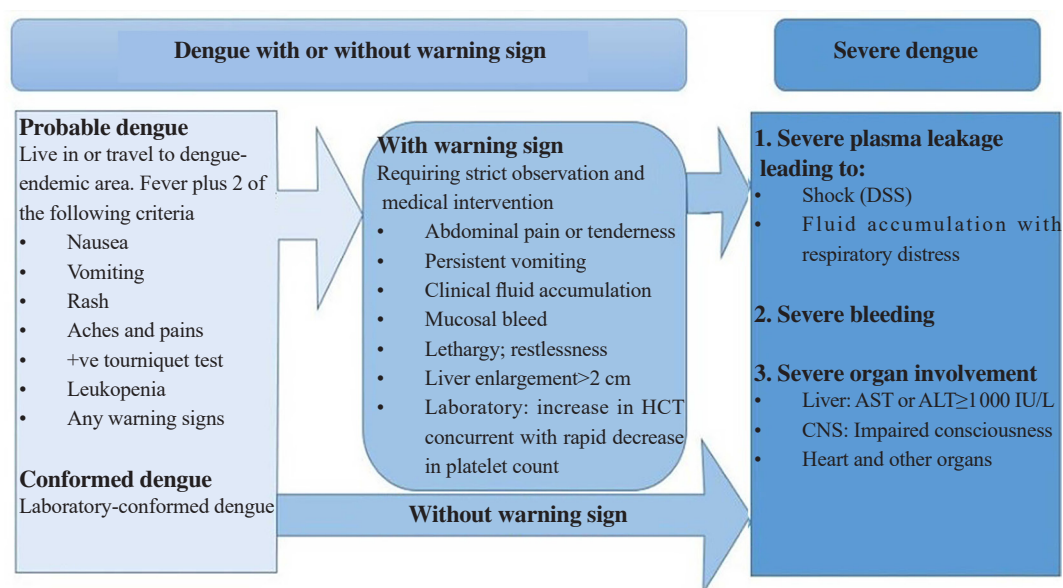 Dengue with or without warning sign
Severe dengue
Probable dengue
Live in or travel to dengue-
endemic area. Fever plus 2 of
the following criteria
• Nausea
• Vomiting
• Rash
• Aches and pains
• +ve tourniquet test
• Leukopenia
• Any warning signs
Conformed dengue
Laboratory-conformed dengue
With warning sign
Requiring strict observation and
medical intervention
• Abdominal pain or tenderness
• Persistent vomiting
• Clinical fluid accumulation
• Mucosal bleed
• Lethargy; restlessness
• Liver enlargement>2 cm
• Laboratory: increase in HCT
concurrent with rapid decrease
in platelet count
Without warning sign
1. Severe plasma leakage
leading to:
• Shock (DSS)
• Fluid accumulation with
respiratory distress
2. Severe bleeding
3. Severe organ involvement
• Liver: AST or ALT≥1000 IU/L
• CNS: Impaired consciousness
• Heart and other organs